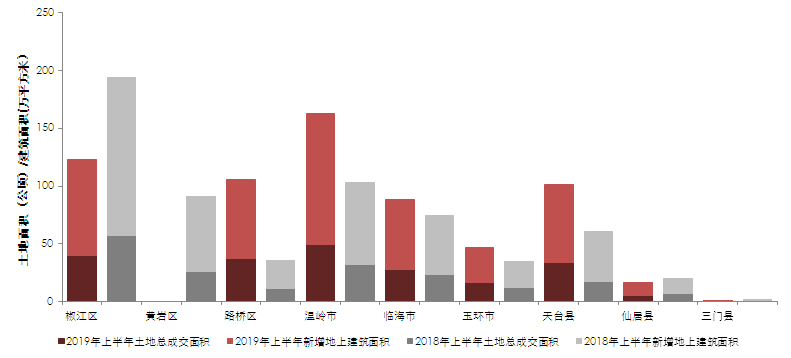 250
200
150
100
50
0
土地面积（公顷）/建筑面积(万平方米)
椒江区 黄岩区 路桥区 温岭市 临海市 玉环市 天台县 仙居县 三门县
2019年上半年土地总成交面积 2019年上半年新增地上建筑面积 2018年上半年土地总成交面积 2018年上半年新增地上建筑面积